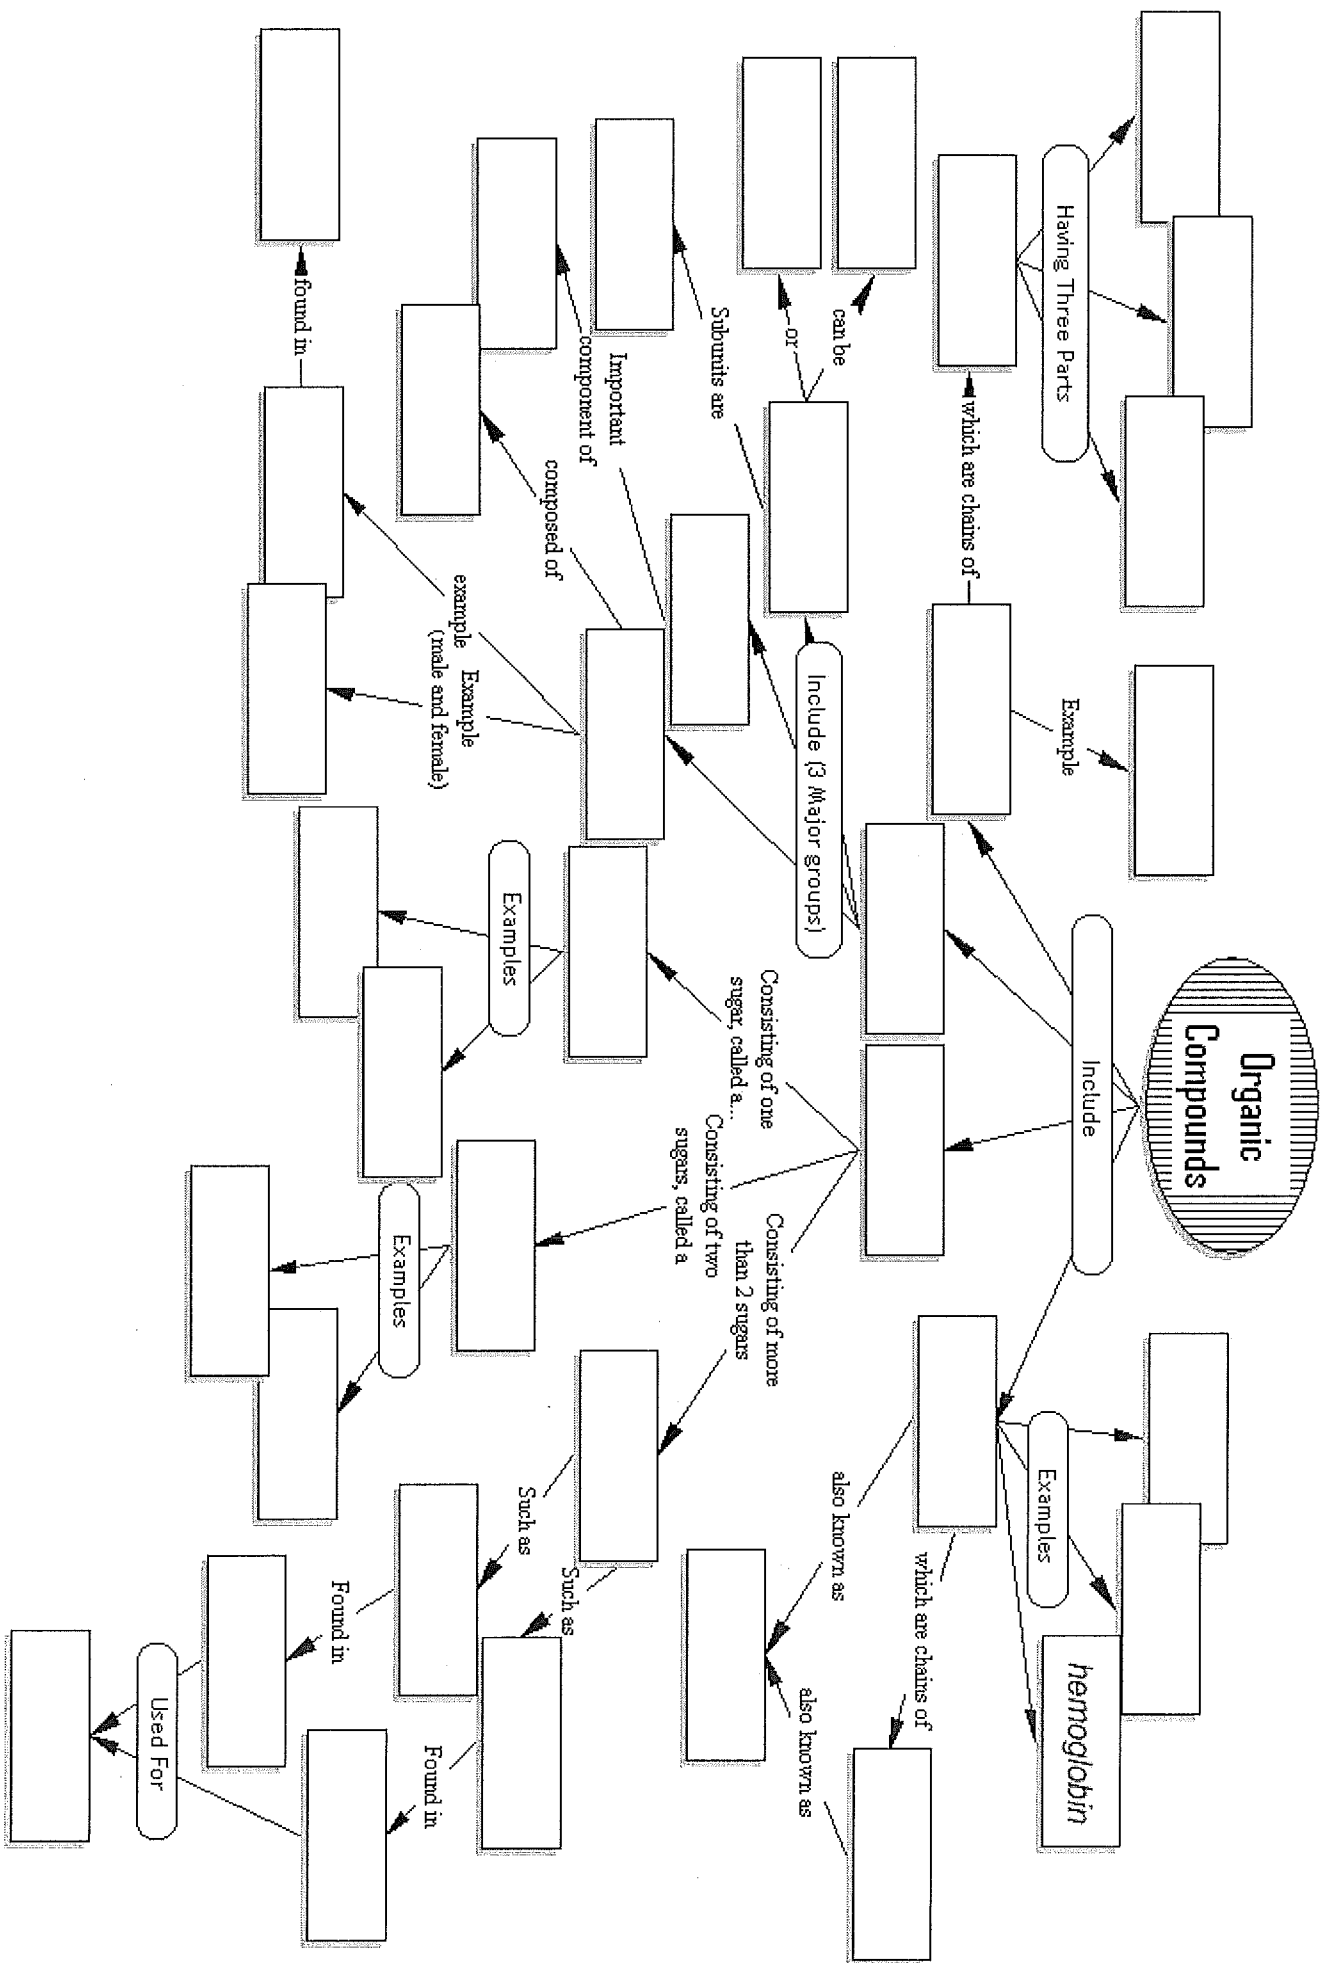 Organic
Compounds
Include
Having Three Parts
which are chains of
Example
Examples
hemoglobin
can be
or
Subunits are
Include (3 Major groups)
also known as
which are chains of
also known as
Important
component of
composed of
Consisting of one
sugar, called a...
Consisting of two
sugars, called a
Consisting of more
than 2 sugars
example
Example
(male and female)
found in
Examples
Examples
Such as
Such as
Found in
Found in
Used For